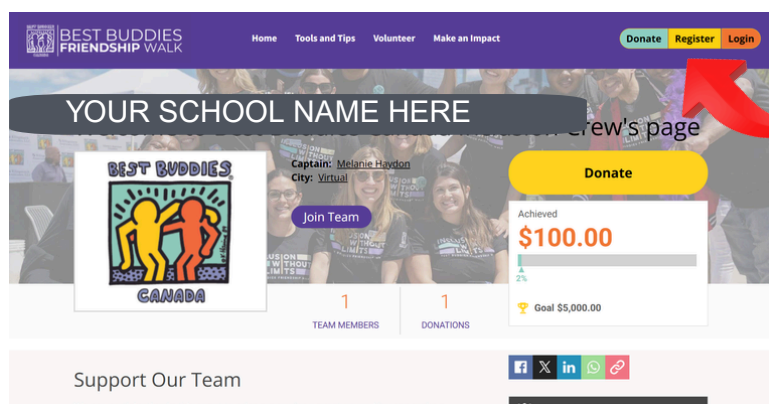 BEST BUDDIES
FRIENDSHIP WALK
CANADA
Home Tools and Tips Volunteer Make an Impact
Donate Register Login
YOUR SCHOOL NAME HERE
Crew's page
BEST BUDDIES
CANADA
Captain: Melanie Haydon
City: Virtual
Join Team
1
TEAM MEMBERS
1
DONATIONS
Donate
Achieved
$100.00
2%
Goal $5,000.00
Support Our Team